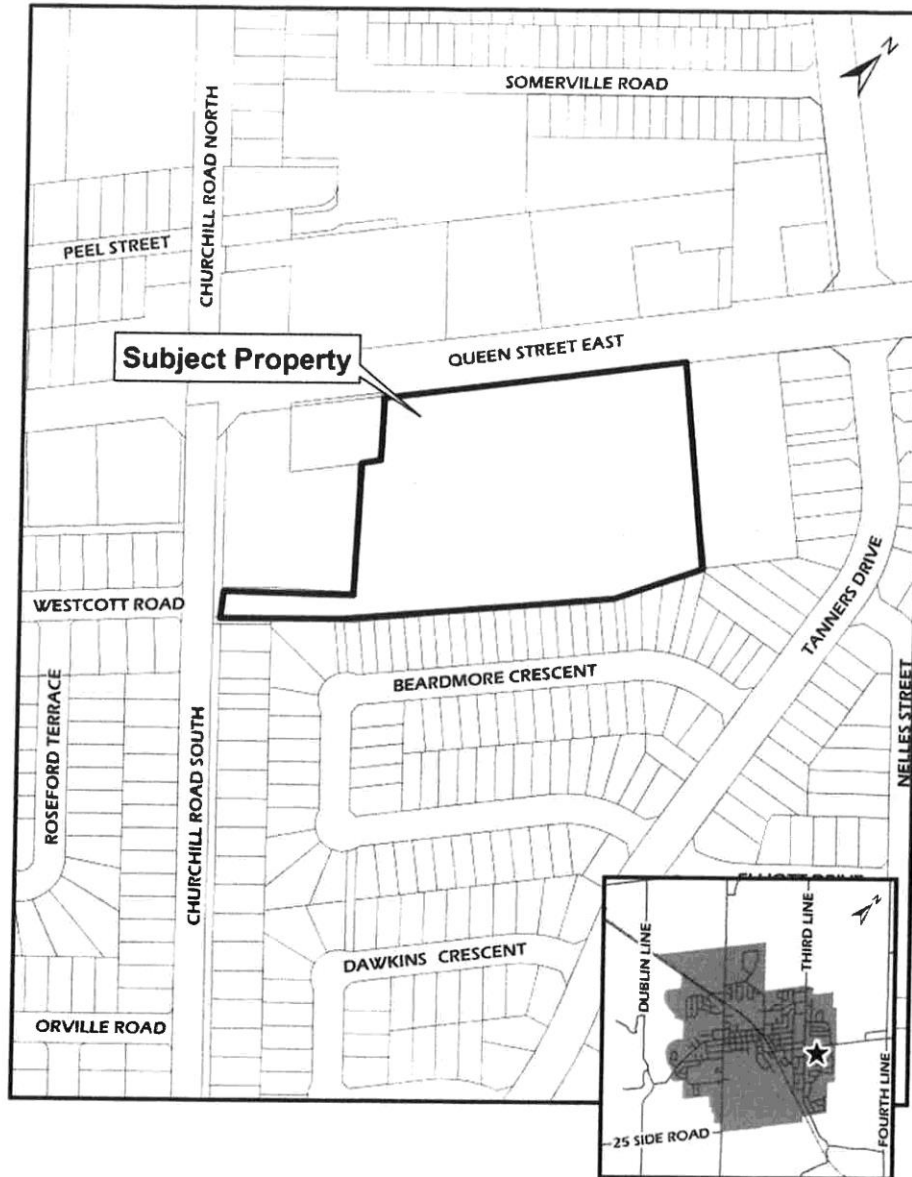 N
SOMERVILLE ROAD
CHURCHILL ROAD NORTH
PEEL STREET
QUEEN STREET EAST
Subject Property
WESTCOTT ROAD
TANNERS DRIVE
BEARDMORE CRESCENT
NELLES STREET
ROSEFORD TERRACE
CHURCHILL ROAD SOUTH
ELLIOTT DRIVE
DAWKINS CRESCENT
ORVILLE ROAD
N
DUBLIN LINE
THIRD LINE
FOURTH LINE
25 SIDE ROAD